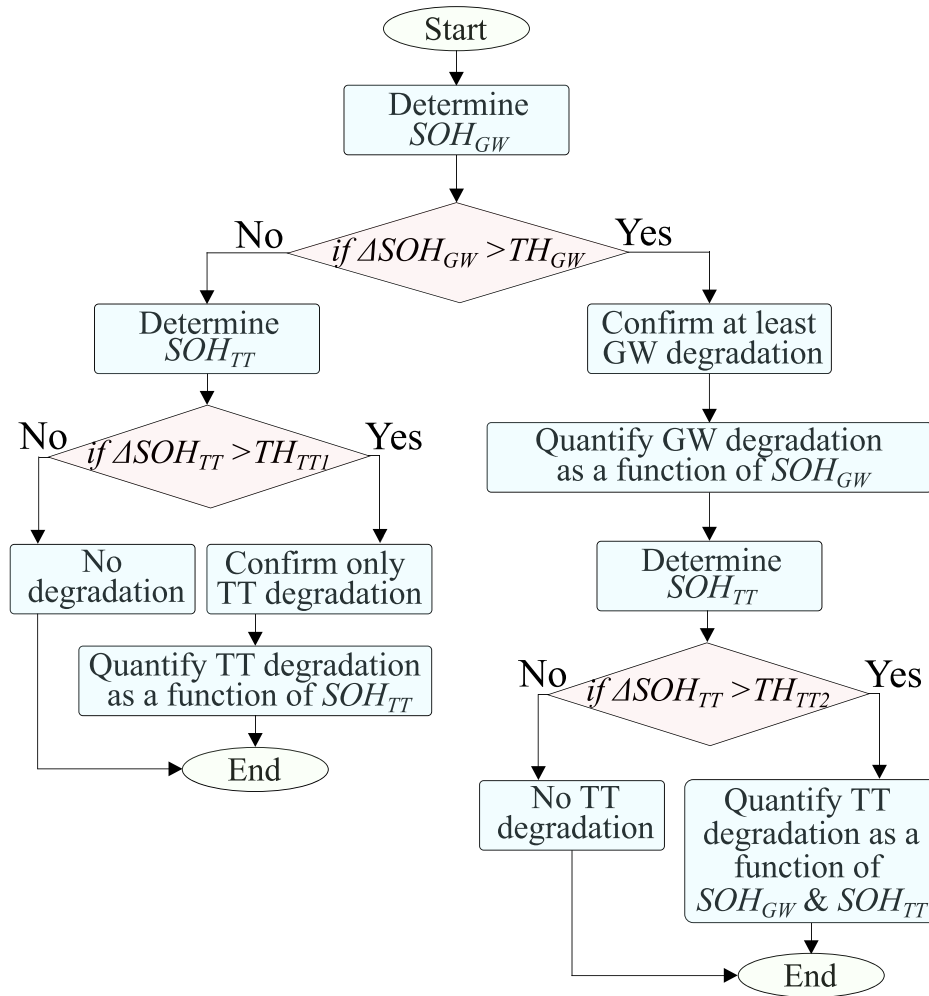 Start
Determine
SOH_GW
if ΔSOH_GW >TH_GW
No
Yes
Determine
SOH_TT
if ΔSOH_TT >TH_TT1
No
Yes
No
degradation
Confirm only
TT degradation
Quantify TT degradation
as a function of SOH_TT
End
Confirm at least
GW degradation
Quantify GW degradation
as a function of SOH_GW
Determine
SOH_TT
if ΔSOH_TT >TH_TT2
No
Yes
No TT
degradation
Quantify TT
degradation as a
function of
SOH_GW & SOH_TT
End